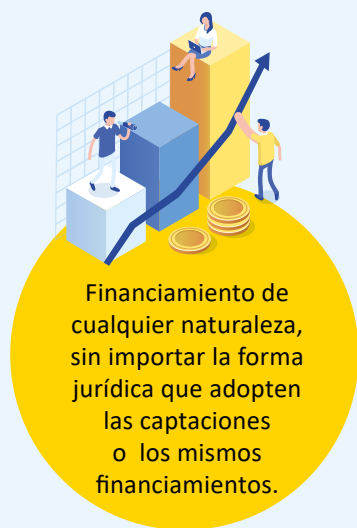 Financiamiento de
cualquier naturaleza,
sin importar la forma
jurídica que adopten
las captaciones
o los mismos
financiamientos.